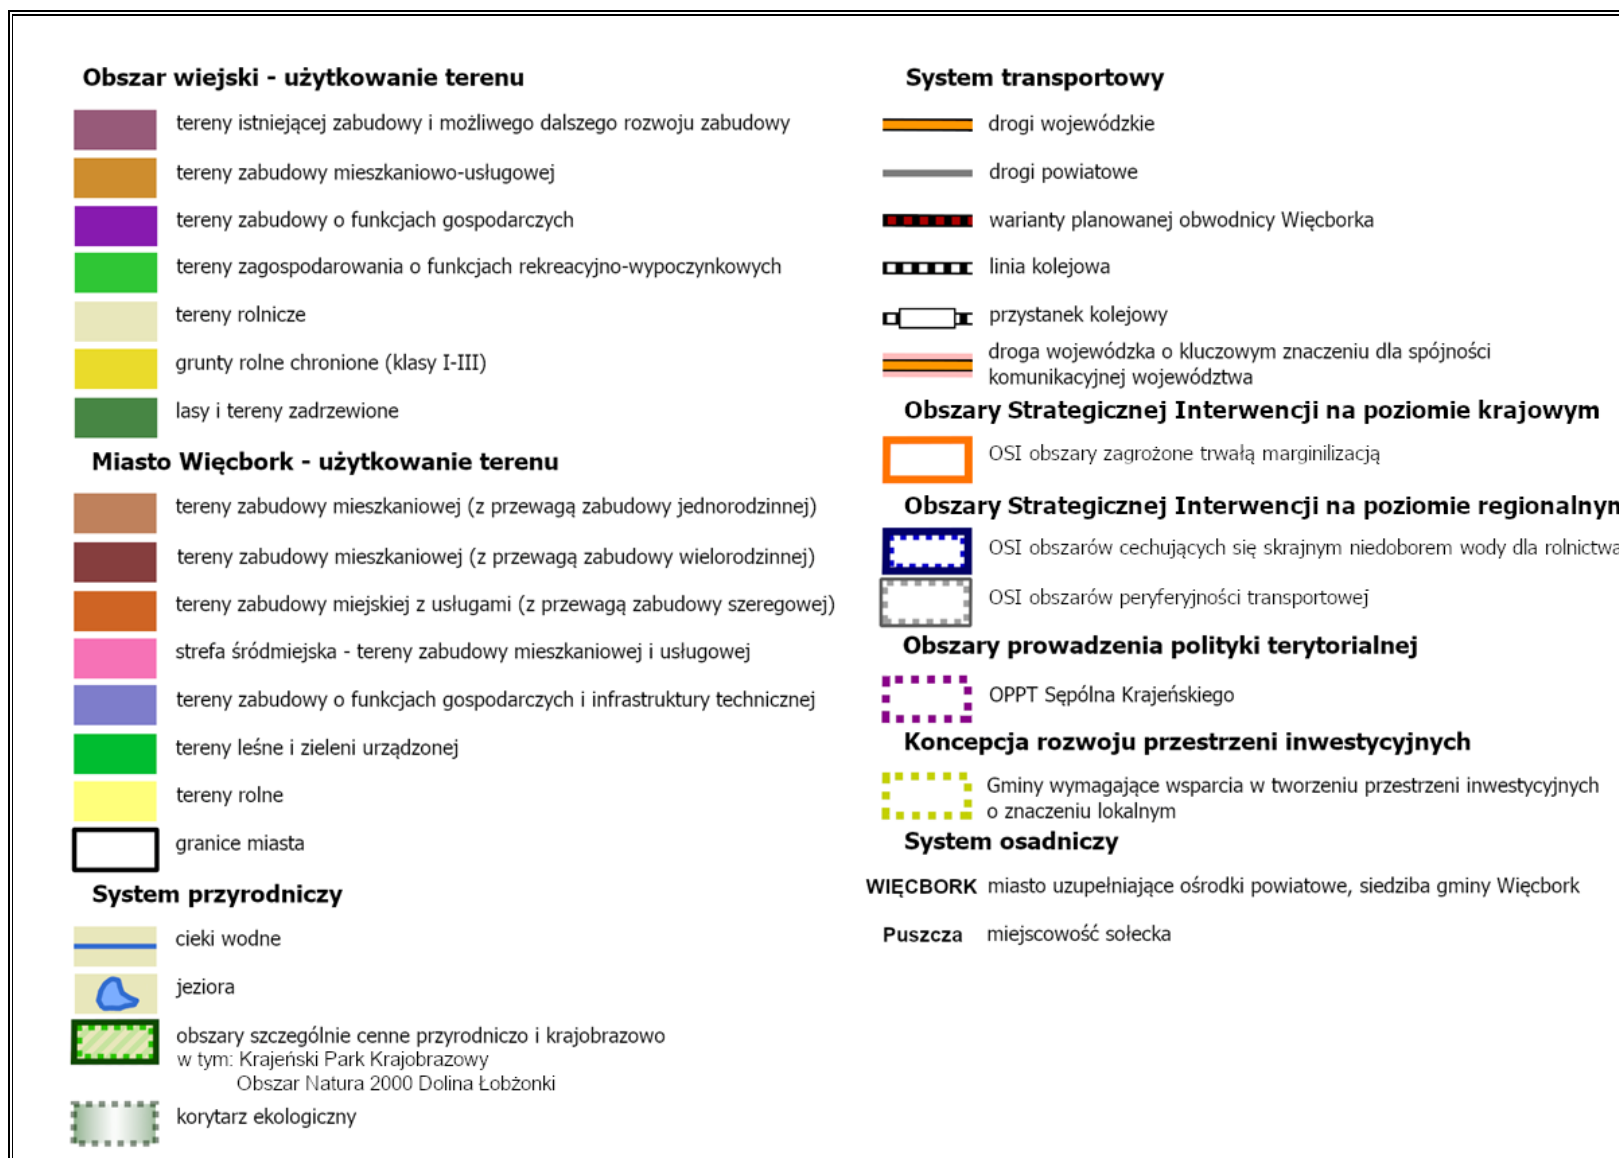 Obszar wiejski - użytkowanie terenu
tereny istniejącej zabudowy i możliwego dalszego rozwoju zabudowy
tereny zabudowy mieszkaniowo-usługowej
tereny zabudowy o funkcjach gospodarczych
tereny zagospodarowania o funkcjach rekreacyjno-wypoczynkowych
tereny rolnicze
grunty rolne chronione (klasy I-III)
lasy i tereny zadrzewione
Miasto Więcbork - użytkowanie terenu
tereny zabudowy mieszkaniowej (z przewagą zabudowy jednorodzinnej)
tereny zabudowy mieszkaniowej (z przewagą zabudowy wielorodzinnej)
tereny zabudowy miejskiej z usługami (z przewagą zabudowy szeregowej)
strefa śródmiejska - tereny zabudowy mieszkaniowej i usługowej
tereny zabudowy o funkcjach gospodarczych i infrastruktury technicznej
tereny leśne i zieleni urządzonej
tereny rolne
granice miasta
System przyrodniczy
cieki wodne
jeziora
obszary szczególnie cenne przyrodniczo i krajobrazowo
w tym: Krajeński Park Krajobrazowy
Obszar Natura 2000 Dolina Łobżonki
korytarz ekologiczny
System transportowy
drogi wojewódzkie
drogi powiatowe
warianty planowanej obwodnicy Więcborka
linia kolejowa
przystanek kolejowy
droga wojewódzka o kluczowym znaczeniu dla spójności
komunikacyjnej województwa
Obszary Strategicznej Interwencji na poziomie krajowym
OSI obszary zagrożone trwałą marginilizacją
Obszary Strategicznej Interwencji na poziomie regionalnym
OSI obszarów cechujących się skrajnym niedoborem wody dla rolnictwa
OSI obszarów peryferyjności transportowej
Obszary prowadzenia polityki terytorialnej
OPPT Sępólna Krajeńskiego
Koncepcja rozwoju przestrzeni inwestycyjnych
Gminy wymagające wsparcia w tworzeniu przestrzeni inwestycyjnych
o znaczeniu lokalnym
System osadniczy
WIĘCBORK miasto uzupełniające ośrodki powiatowe, siedziba gminy Więcbork
Puszcza miejscowość sołecka